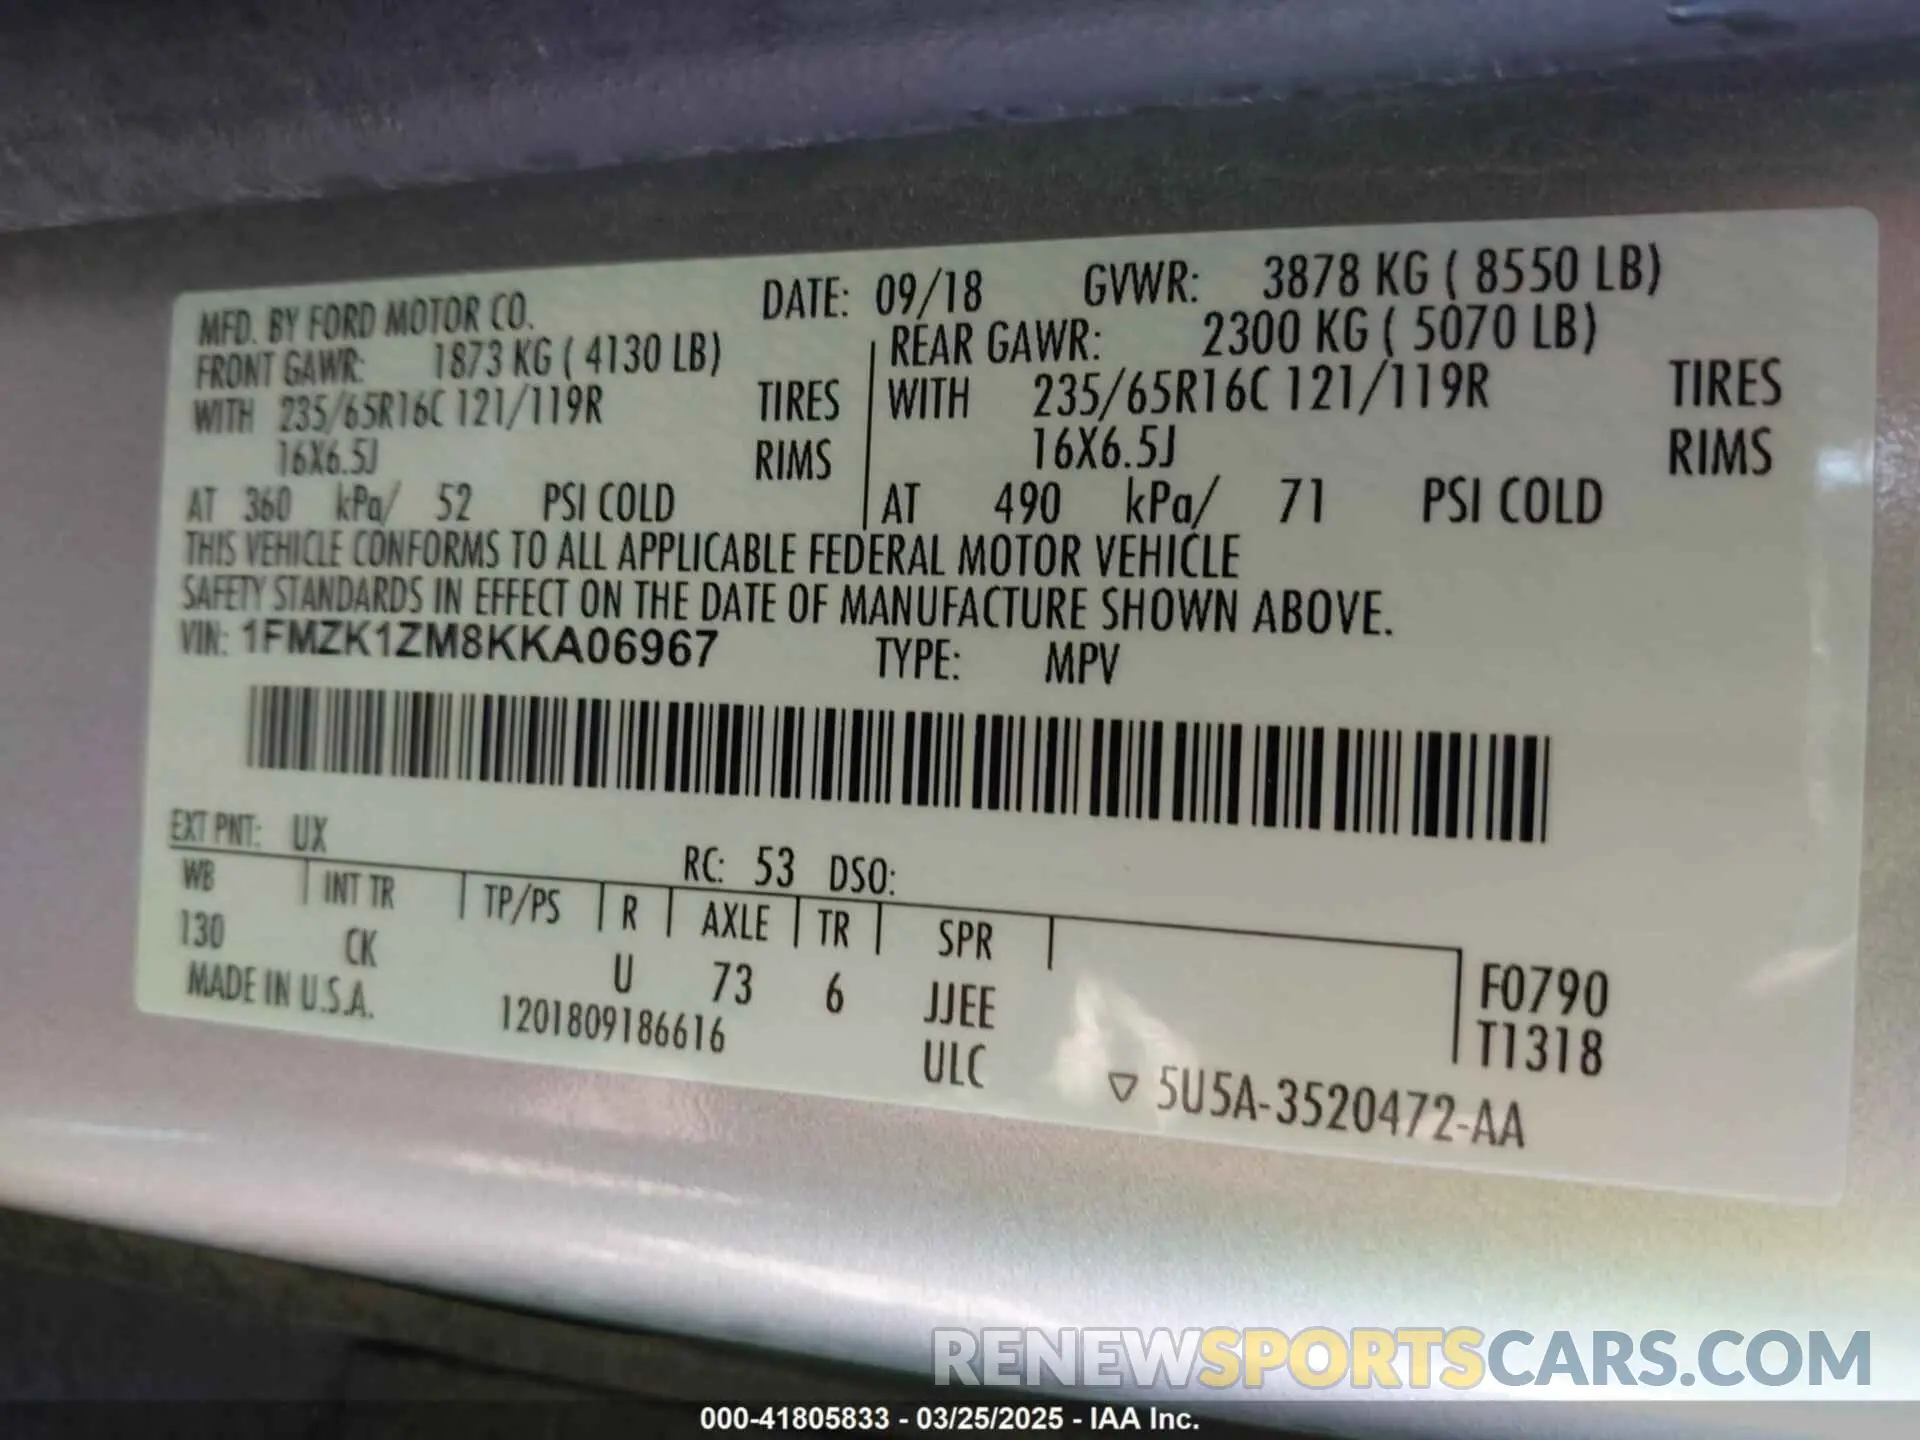 MFD. BY FORD MOTOR CO. DATE: 09/18 GVWR: 3878 KG ( 8550 LB)
FRONT GAWR: 1873 KG ( 4130 LB) REAR GAWR: 2300 KG ( 5070 LB)
WITH 235/65R16C 121/119R TIRES WITH 235/65R16C 121/119R TIRES
16X6.5J RIMS 16X6.5J RIMS
AT 360 kPa/ 52 PSI COLD AT 490 kPa/ 71 PSI COLD
THIS VEHICLE CONFORMS TO ALL APPLICABLE FEDERAL MOTOR VEHICLE
SAFETY STANDARDS IN EFFECT ON THE DATE OF MANUFACTURE SHOWN ABOVE.
VIN: 1FMZK1ZM8KKA06967 TYPE: MPV
EXT PNT: UX RC: 53 DSO:
WB INT TR TP/PS R AXLE TR SPR
130 CK U 73 6 JJEE F0790
MADE IN U.S.A. 1201809186616 ULC T1318
▽ 5U5A-3520472-AA
RENEWSPORTSCARS.COM
000-41805833 - 03/25/2025 - IAA Inc.